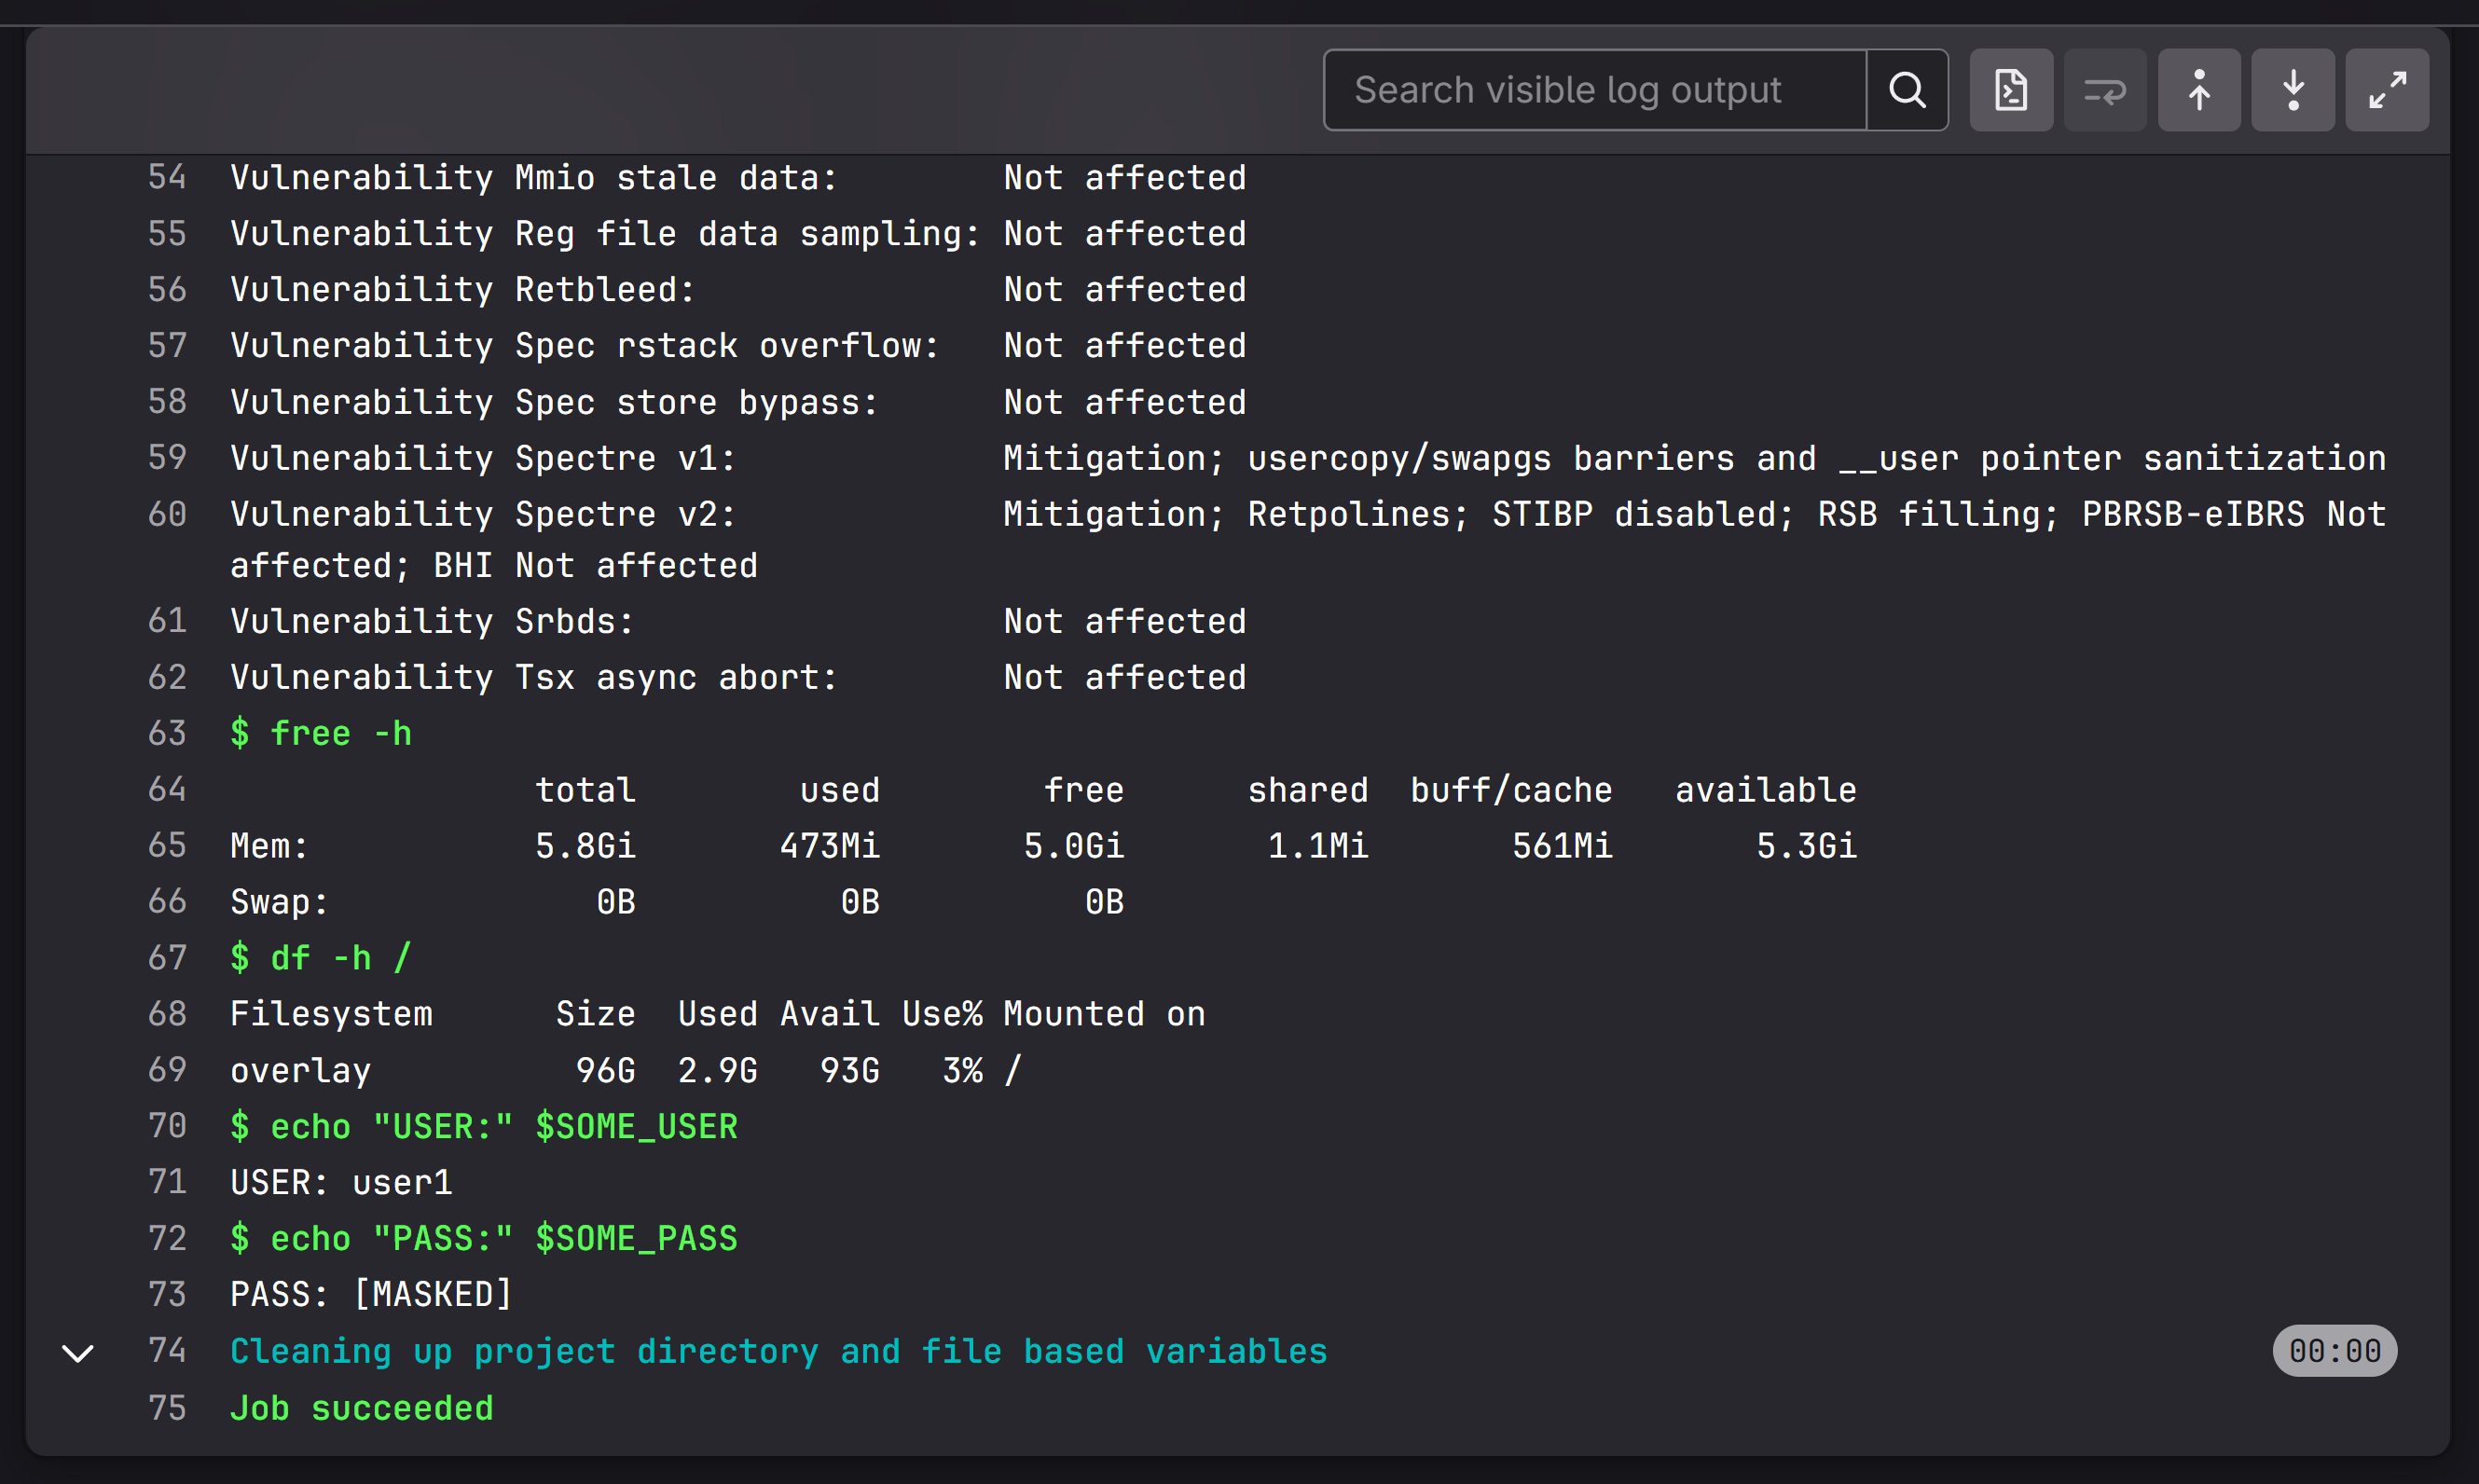 Search visible log output
54 Vulnerability Mmio stale data:        Not affected
55 Vulnerability Reg file data sampling: Not affected
56 Vulnerability Retbleed:               Not affected
57 Vulnerability Spec rstack overflow:   Not affected
58 Vulnerability Spec store bypass:      Not affected
59 Vulnerability Spectre v1:             Mitigation; usercopy/swapgs barriers and __user pointer sanitization
60 Vulnerability Spectre v2:             Mitigation; Retpolines; STIBP disabled; RSB filling; PBRSB-eIBRS Not
affected; BHI Not affected
61 Vulnerability Srbds:                  Not affected
62 Vulnerability Tsx async abort:        Not affected
63 $ free -h
64                total        used        free      shared  buff/cache   available
65 Mem:           5.8Gi       473Mi       5.0Gi       1.1Mi       561Mi       5.3Gi
66 Swap:             0B          0B          0B
67 $ df -h /
68 Filesystem      Size  Used Avail Use% Mounted on
69 overlay          96G  2.9G   93G   3% /
70 $ echo "USER:" $SOME_USER
71 USER: user1
72 $ echo "PASS:" $SOME_PASS
73 PASS: [MASKED]
74 Cleaning up project directory and file based variables 00:00
75 Job succeeded